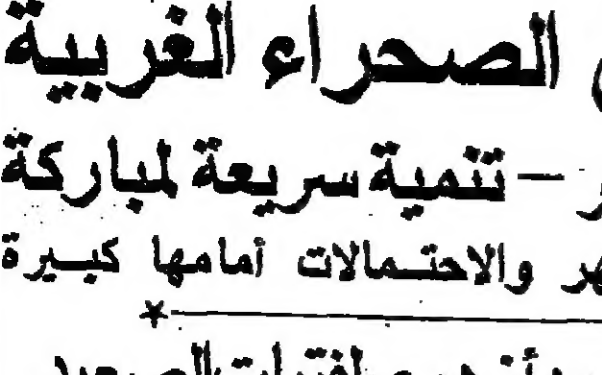 الصحراء الغربية
– تنمية سريعة لمباركة
والاحتمالات أمامها كبيرة